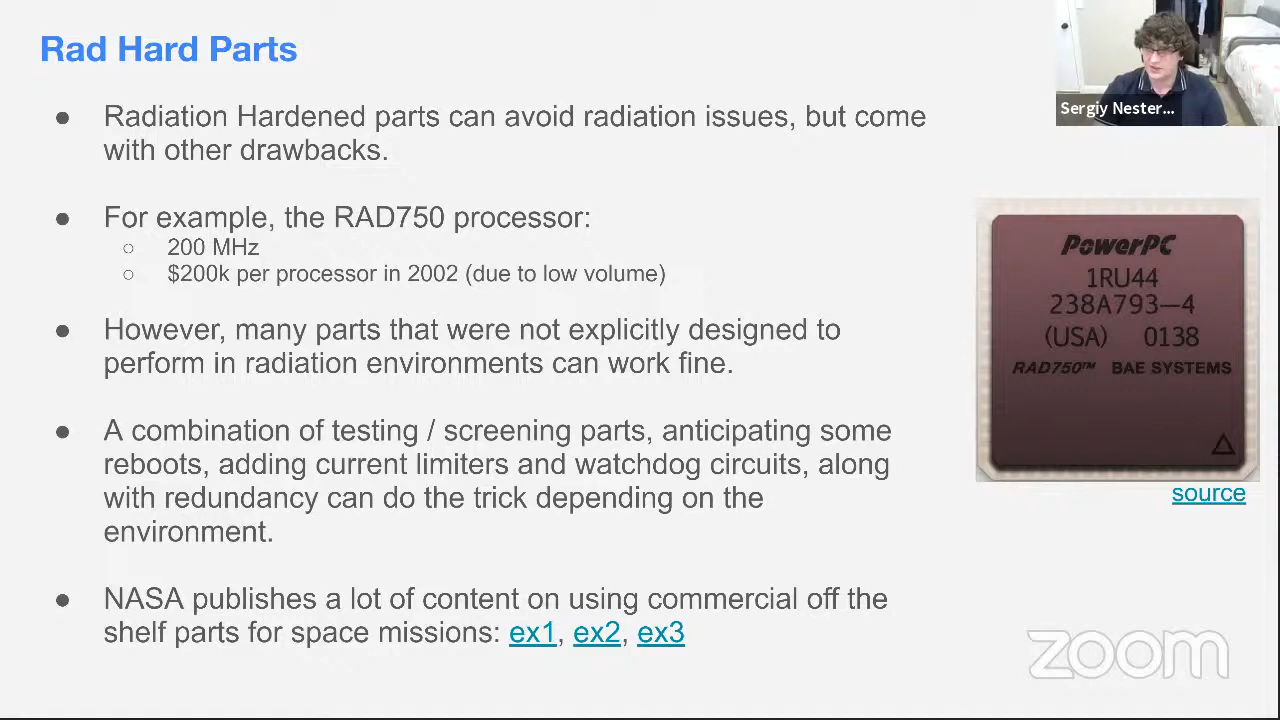 Rad Hard Parts
Sergiy Nester...
● Radiation Hardened parts can avoid radiation issues, but come
with other drawbacks.
● For example, the RAD750 processor:
○ 200 MHz
○ $200k per processor in 2002 (due to low volume)
● However, many parts that were not explicitly designed to
perform in radiation environments can work fine.
● A combination of testing / screening parts, anticipating some
reboots, adding current limiters and watchdog circuits, along
with redundancy can do the trick depending on the
environment.
● NASA publishes a lot of content on using commercial off the
shelf parts for space missions: ex1, ex2, ex3
PowerPC
1RU44
238A793—4
(USA) 0138
RAD750™ BAE SYSTEMS
source
zoom